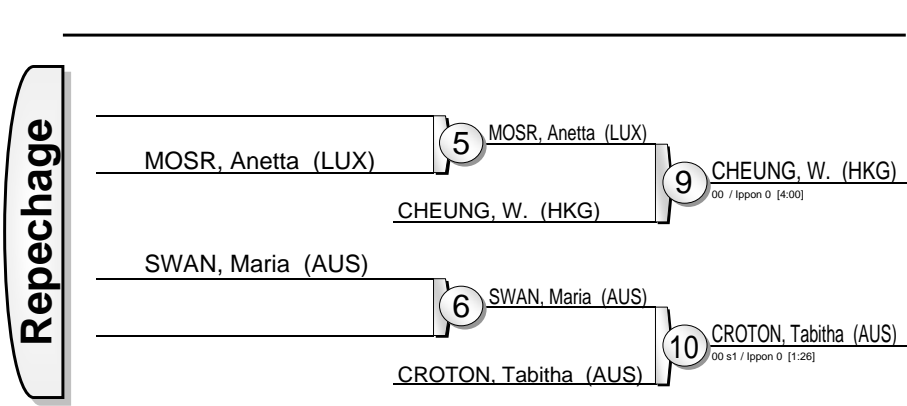 Repechage
MOSR, Anetta (LUX)
5
MOSR, Anetta (LUX)
CHEUNG, W. (HKG)
9
CHEUNG, W. (HKG)
00 / Ippon 0 [4:00]
SWAN, Maria (AUS)
6
SWAN, Maria (AUS)
CROTON, Tabitha (AUS)
10
CROTON, Tabitha (AUS)
00 s1 / Ippon 0 [1:26]